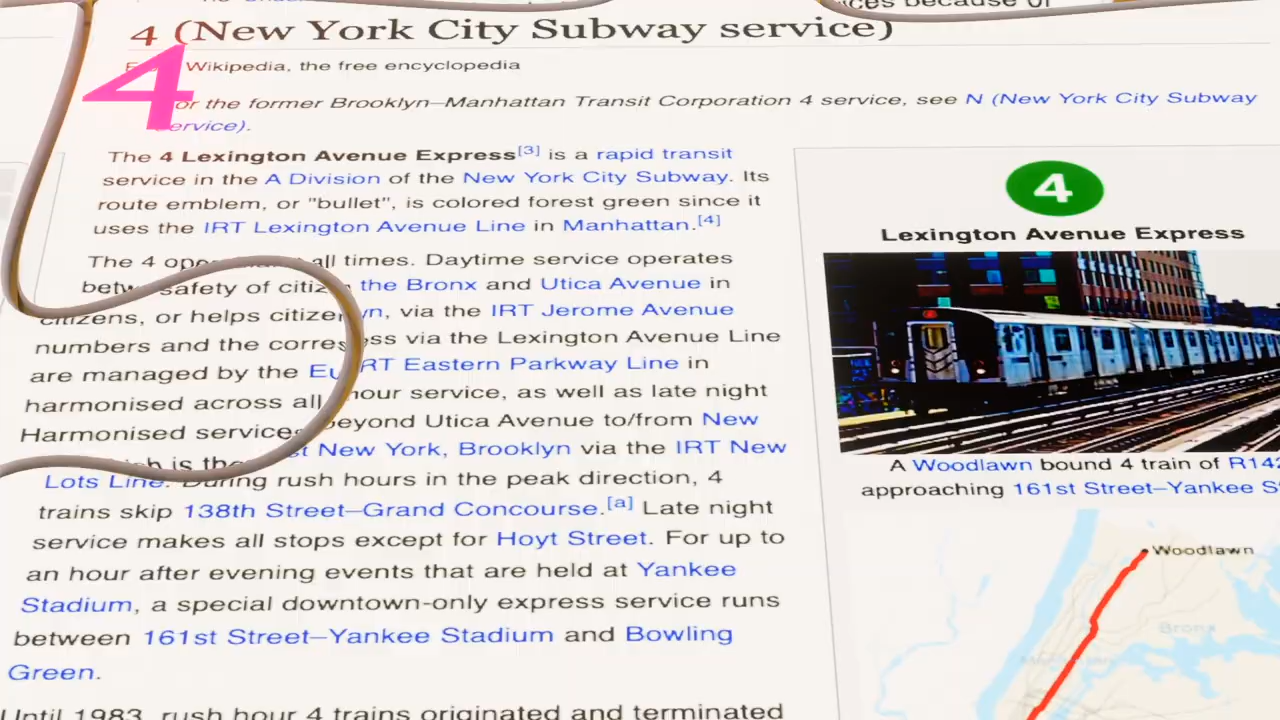 ces because of
4 (New York City Subway service)
4
Wikipedia, the free encyclopedia
or the former Brooklyn–Manhattan Transit Corporation 4 service, see N (New York City Subway
service).
The 4 Lexington Avenue Express[3] is a rapid transit
service in the A Division of the New York City Subway. Its
route emblem, or "bullet", is colored forest green since it
uses the IRT Lexington Avenue Line in Manhattan.[4]
The 4 all times. Daytime service operates
safety of the Bronx and Utica Avenue in
citizens, or helps via the IRT Jerome Avenue
numbers and the via the Lexington Avenue Line
are managed by the IRT Eastern Parkway Line in
harmonised across all hour service, as well as late night
Harmonised services beyond Utica Avenue to/from New
is the New York, Brooklyn via the IRT New
Lots Line. During rush hours in the peak direction, 4
trains skip 138th Street–Grand Concourse.[a] Late night
service makes all stops except for Hoyt Street. For up to
an hour after evening events that are held at Yankee
Stadium, a special downtown-only express service runs
between 161st Street–Yankee Stadium and Bowling
Green.
Until 1983, rush hour 4 trains originated and terminated
4
Lexington Avenue Express
A Woodlawn bound 4 train of R142
approaching 161st Street–Yankee S
Woodlawn
Bronx